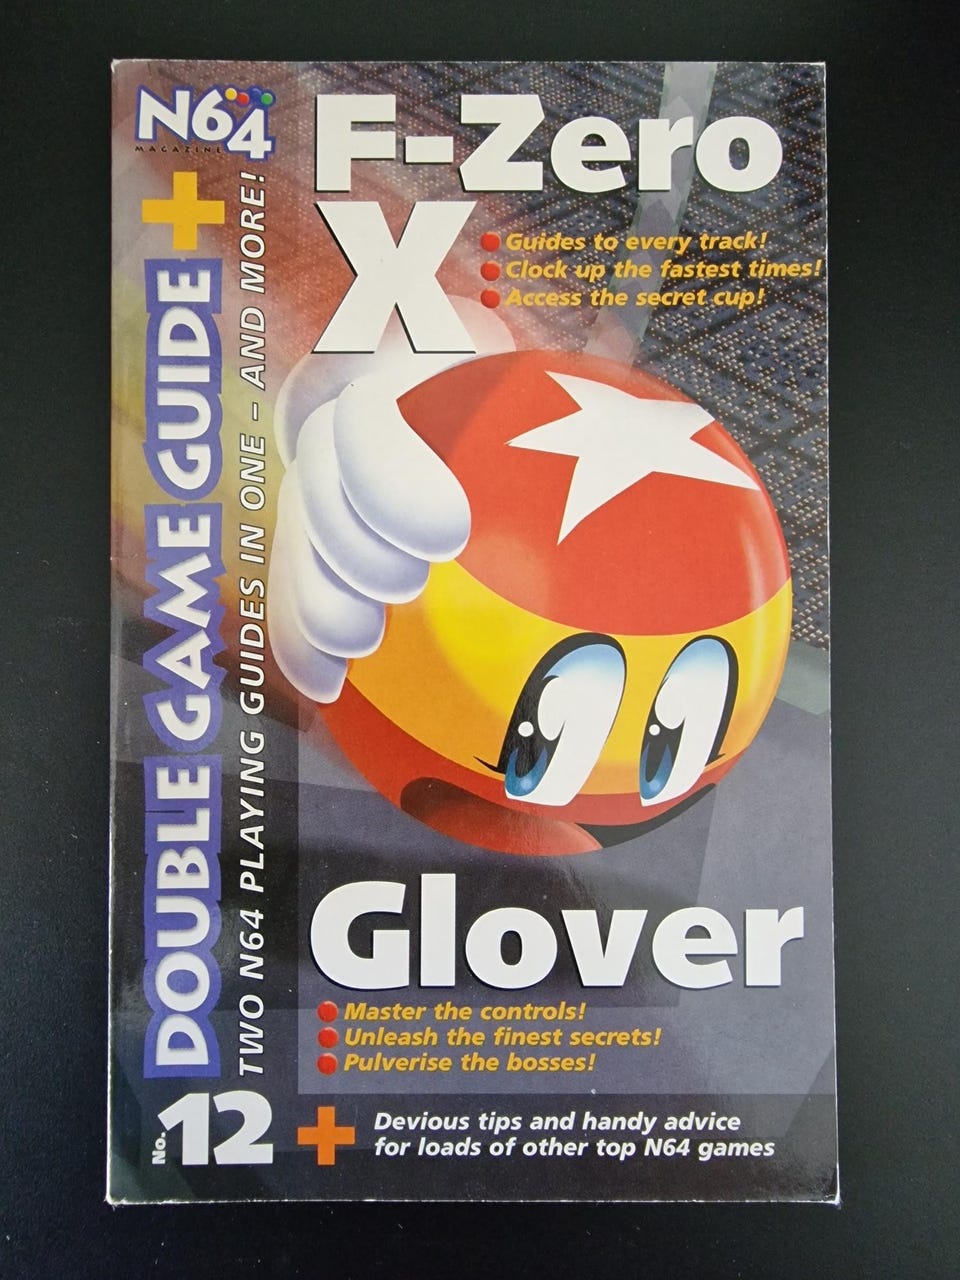 N64
MAGAZINE
DOUBLE GAME GUIDE +
TWO N64 PLAYING GUIDES IN ONE – AND MORE!
F-Zero
X
Guides to every track!
Clock up the fastest times!
Access the secret cup!
Glover
Master the controls!
Unleash the finest secrets!
Pulverise the bosses!
No. 12
+
Devious tips and handy advice
for loads of other top N64 games